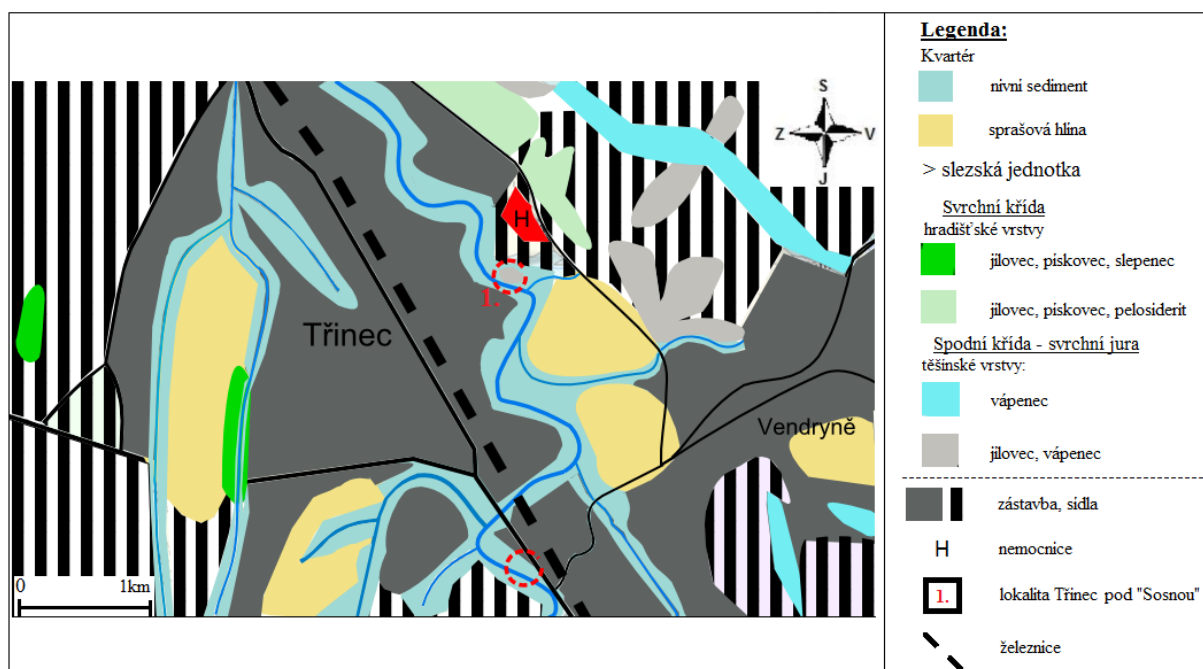 S
Z V
J
H
1.
Třinec
Vendryně
0 1km
Legenda:
Kvartér
nivní sediment
sprašová hlína
> slezská jednotka
Svrchní křída
hradišťské vrstvy
jílovec, pískovec, slepenec
jílovec, pískovec, pelosiderit
Spodní křída - svrchní jura
těšínské vrstvy:
vápenec
jílovec, vápenec
zástavba, sídla
H nemocnice
1. lokalita Třinec pod "Sosnou"
železnice